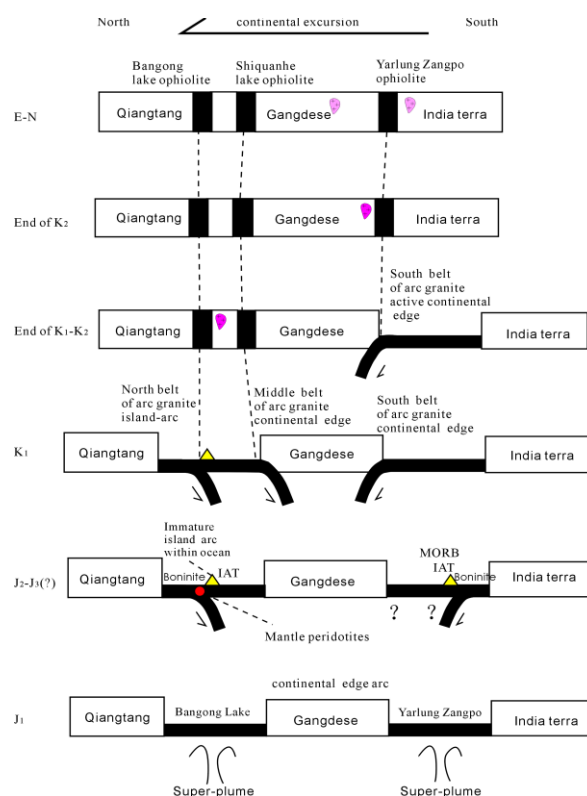 North
continental excursion
South
Bangong
lake ophiolite
Shiquanhe
lake ophiolite
Yarlung Zangpo
ophiolite
E-N
Qiangtang
Gangdese
India terra
End of K2
Qiangtang
Gangdese
India terra
South belt
of arc granite
active continental
edge
End of K1-K2
Qiangtang
Gangdese
India terra
North belt
of arc granite
island-arc
Middle belt
of arc granite
continental edge
South belt
of arc granite
continental edge
K1
Qiangtang
Gangdese
India terra
Immature
island arc
within ocean
J2-J3(?)
Qiangtang
Boninite
IAT
Gangdese
MORB
IAT
Boninite
India terra
? ?
Mantle peridotites
continental edge arc
J1
Qiangtang
Bangong Lake
Gangdese
Yarlung Zangpo
India terra
Super-plume
Super-plume